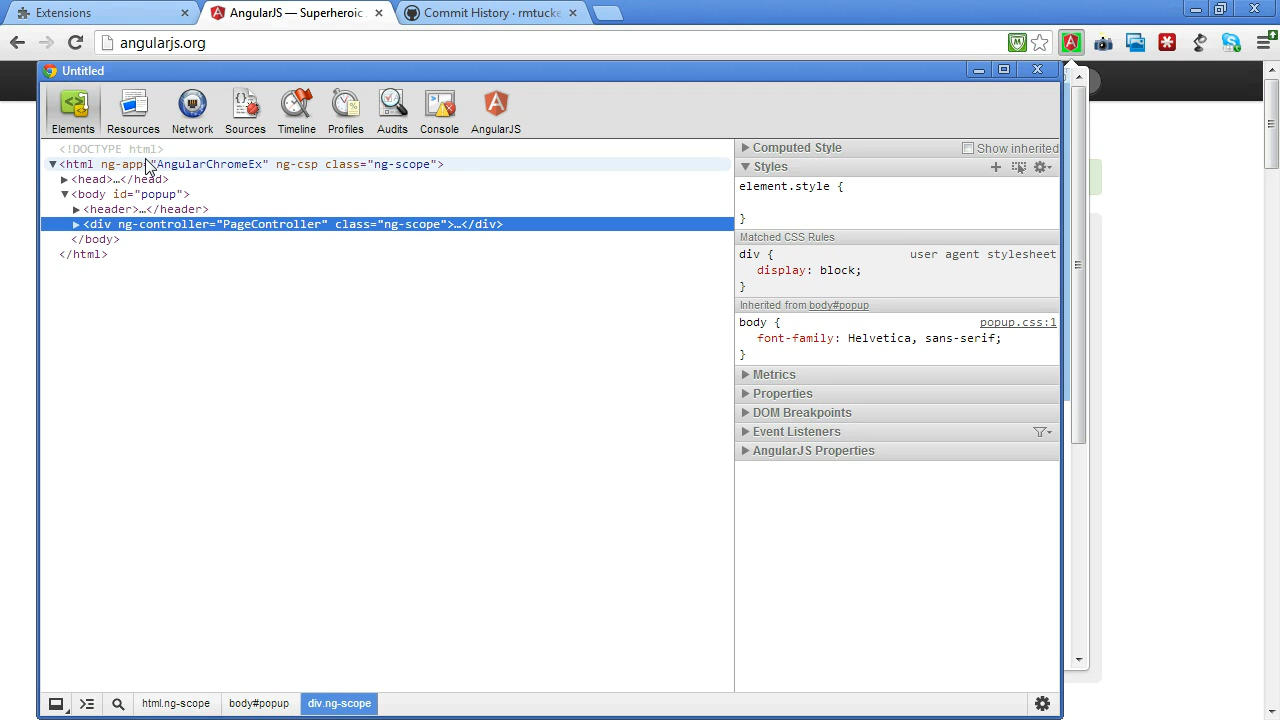 Extensions
AngularJS — Superheroic
Commit History · rmtucke
angularjs.org
Untitled
Elements
Resources
Network
Sources
Timeline
Profiles
Audits
Console
AngularJS
<!DOCTYPE html>
<html ng-app="AngularChromeEx" ng-csp class="ng-scope">
<head>…</head>
<body id="popup">
<header>…</header>
<div ng-controller="PageController" class="ng-scope">…</div>
</body>
</html>
Computed Style
Show inherited
Styles
element.style {
}
Matched CSS Rules
div {
user agent stylesheet
display: block;
}
Inherited from body#popup
body {
popup.css:1
font-family: Helvetica, sans-serif;
}
Metrics
Properties
DOM Breakpoints
Event Listeners
AngularJS Properties
html.ng-scope
body#popup
div.ng-scope